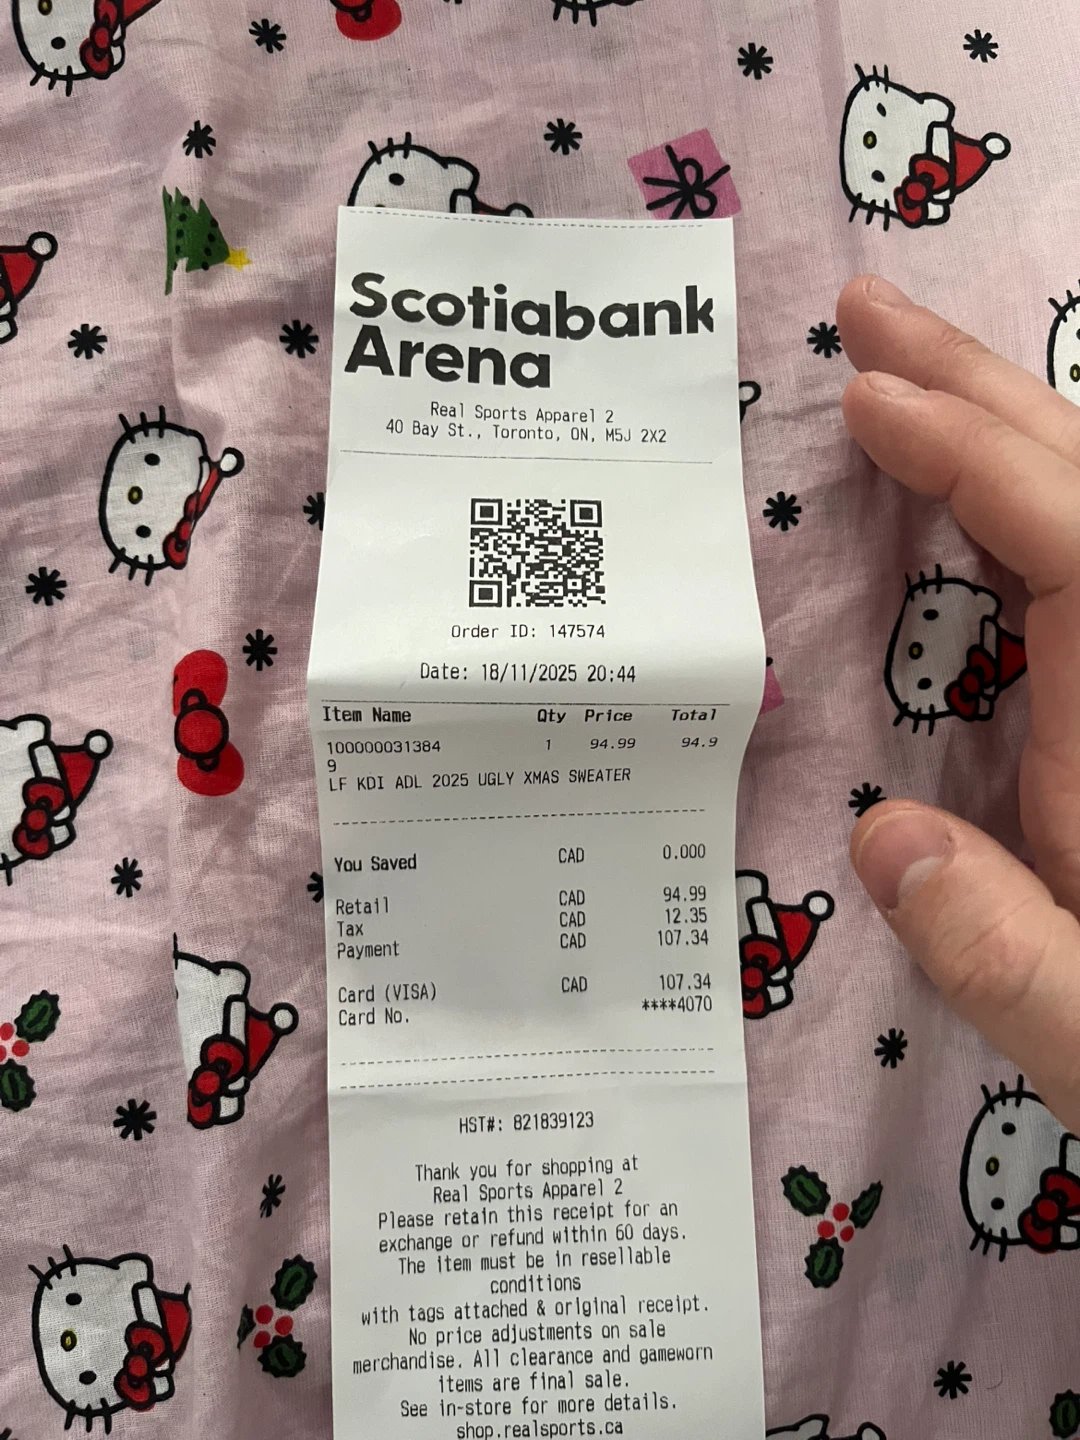 Scotiabank
Arena
Real Sports Apparel 2
40 Bay St., Toronto, ON, M5J 2X2
Order ID: 147574
Date: 18/11/2025 20:44
Item Name Qty Price Total
100000031384 1 94.99 94.9
9
LF KDI ADL 2025 UGLY XMAS SWEATER
You Saved CAD 0.000
Retail CAD 94.99
Tax CAD 12.35
Payment CAD 107.34
Card (VISA) CAD 107.34
Card No. ****4070
HST#: 821839123
Thank you for shopping at
Real Sports Apparel 2
Please retain this receipt for an
exchange or refund within 60 days.
The item must be in resellable
conditions
with tags attached & original receipt.
No price adjustments on sale
merchandise. All clearance and gameworn
items are final sale.
See in-store for more details.
shop.realsports.ca